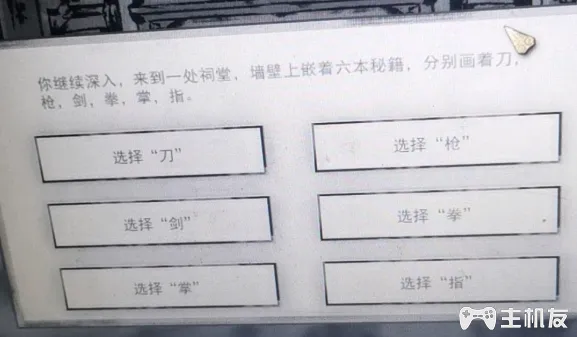 你继续深入，来到一处祠堂，墙壁上嵌着六本秘籍，分别画着刀，
枪，剑，拳，掌，指。
选择“刀”
选择“枪”
选择“剑”
选择“拳”
选择“掌”
选择“指”
主机友